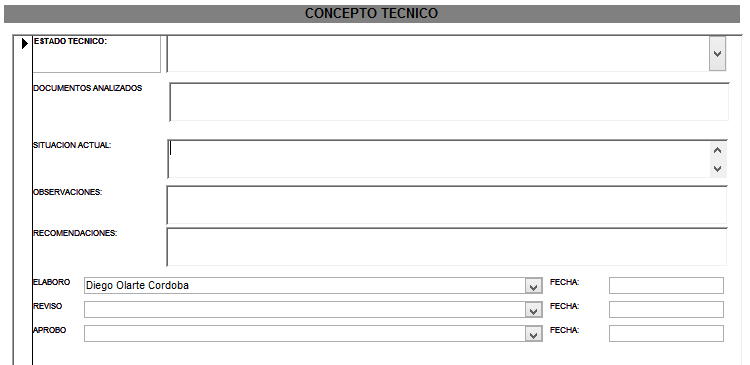 CONCEPTO TECNICO
ESTADO TECNICO:
DOCUMENTOS ANALIZADOS
SITUACION ACTUAL:
OBSERVACIONES:
RECOMENDACIONES:
ELABORO Diego Olarte Cordoba FECHA:
REVISO FECHA:
APROBO FECHA: